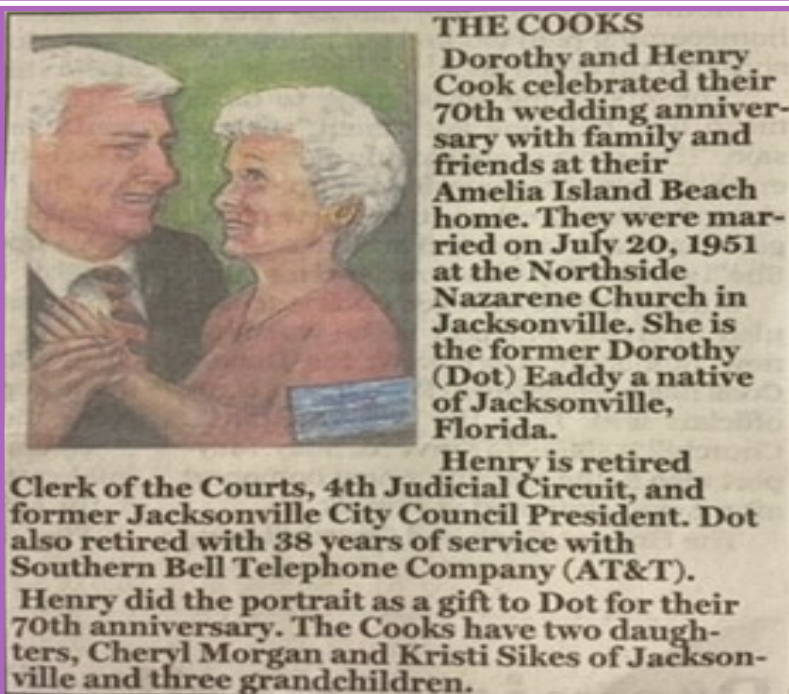 THE COOKS
Dorothy and Henry
Cook celebrated their
70th wedding anniver-
sary with family and
friends at their
Amelia Island Beach
home. They were mar-
ried on July 20, 1951
at the Northside
Nazarene Church in
Jacksonville. She is
the former Dorothy
(Dot) Eaddy a native
of Jacksonville,
Florida.
Henry is retired
Clerk of the Courts, 4th Judicial Circuit, and
former Jacksonville City Council President. Dot
also retired with 38 years of service with
Southern Bell Telephone Company (AT&T).
Henry did the portrait as a gift to Dot for their
70th anniversary. The Cooks have two daugh-
ters, Cheryl Morgan and Kristi Sikes of Jackson-
ville and three grandchildren.